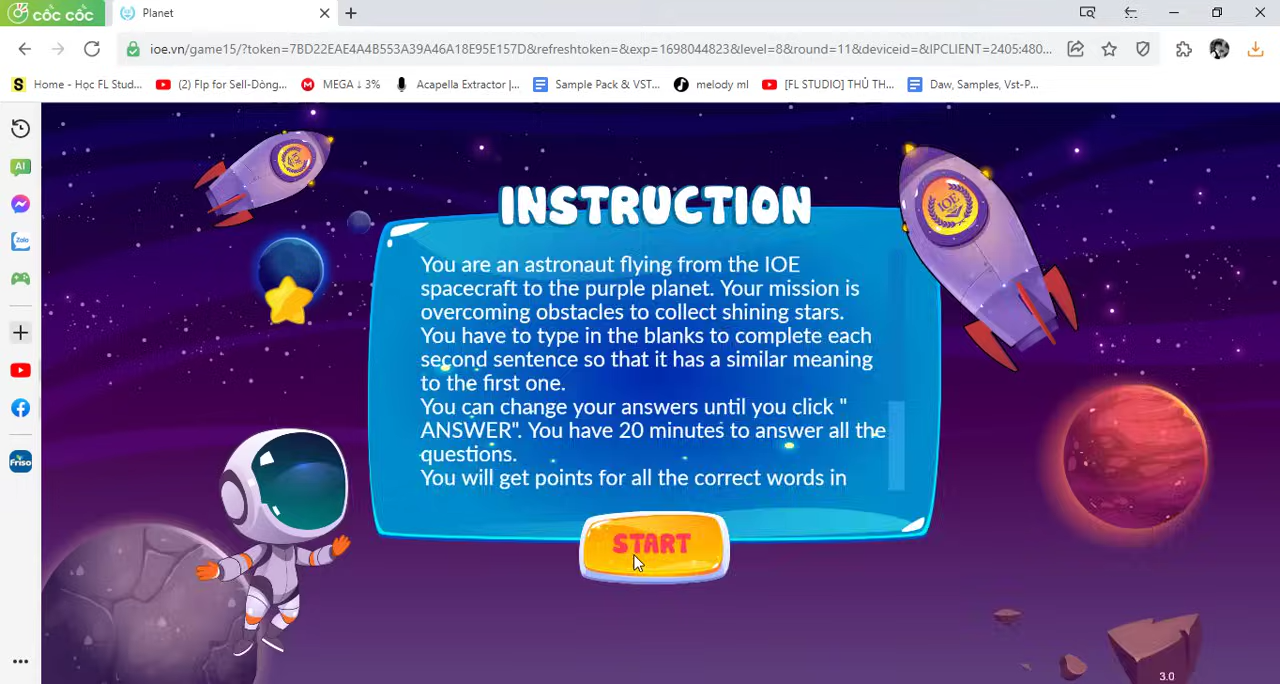 cốc cốc
Planet
ioe.vn/game15/?token=7BD22EAE4A4B553A39A46A18E95E157D&refreshtoken=&exp=1698044823&level=8&round=11&deviceid=&IPCLIENT=2405:480...
S Home - Học FL Stud...
(2) Flp for Sell-Dòng...
M MEGA ↓ 3%
Acapella Extractor |...
Sample Pack & VST...
melody ml
[FL STUDIO] THỦ TH...
Daw, Samples, Vst-P...
AI
Zalo
Friso
IOE
IOE
INSTRUCTION
You are an astronaut flying from the IOE
spacecraft to the purple planet. Your mission is
overcoming obstacles to collect shining stars.
You have to type in the blanks to complete each
second sentence so that it has a similar meaning
to the first one.
You can change your answers until you click "
ANSWER". You have 20 minutes to answer all the
questions.
You will get points for all the correct words in
START
3.0